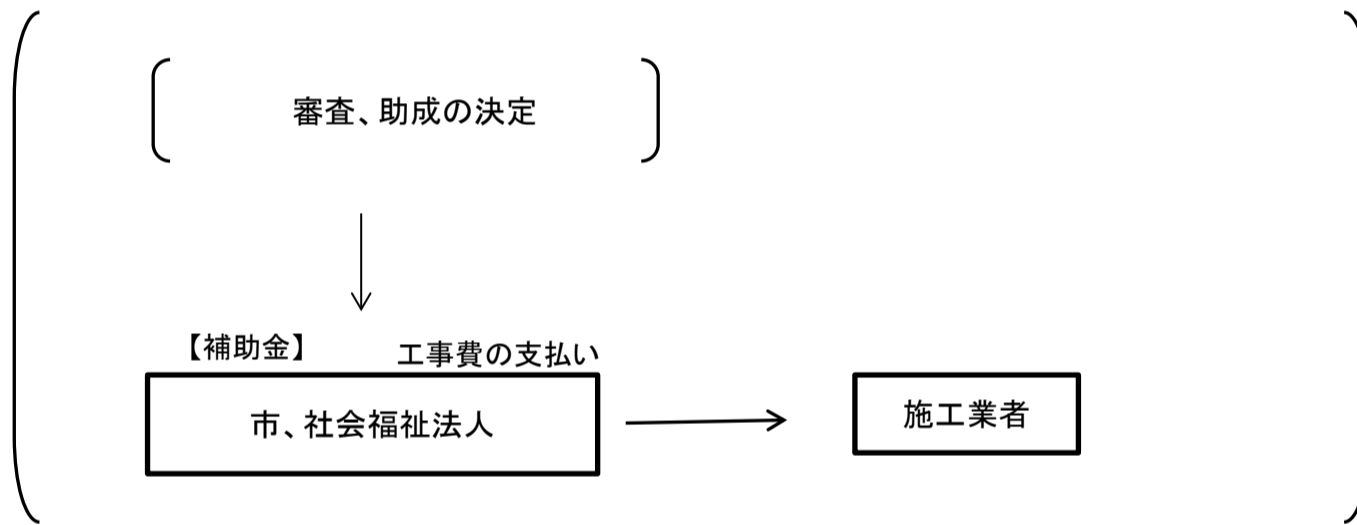 審査、助成の決定
【補助金】
工事費の支払い
市、社会福祉法人
施工業者